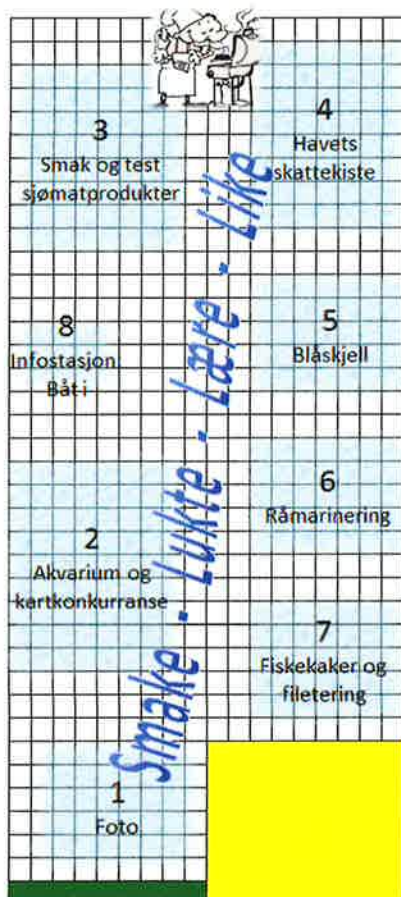 3
Smak og test
sjømatprodukter
4
Havets
skattekiste
8
Infostasjon
Båt i
5
Blåskjell
2
Akvarium og
kartkonkurranse
6
Råmarinering
7
Fiskekaker og
filetering
1
Foto
Smake - Lukte - Lære - Like